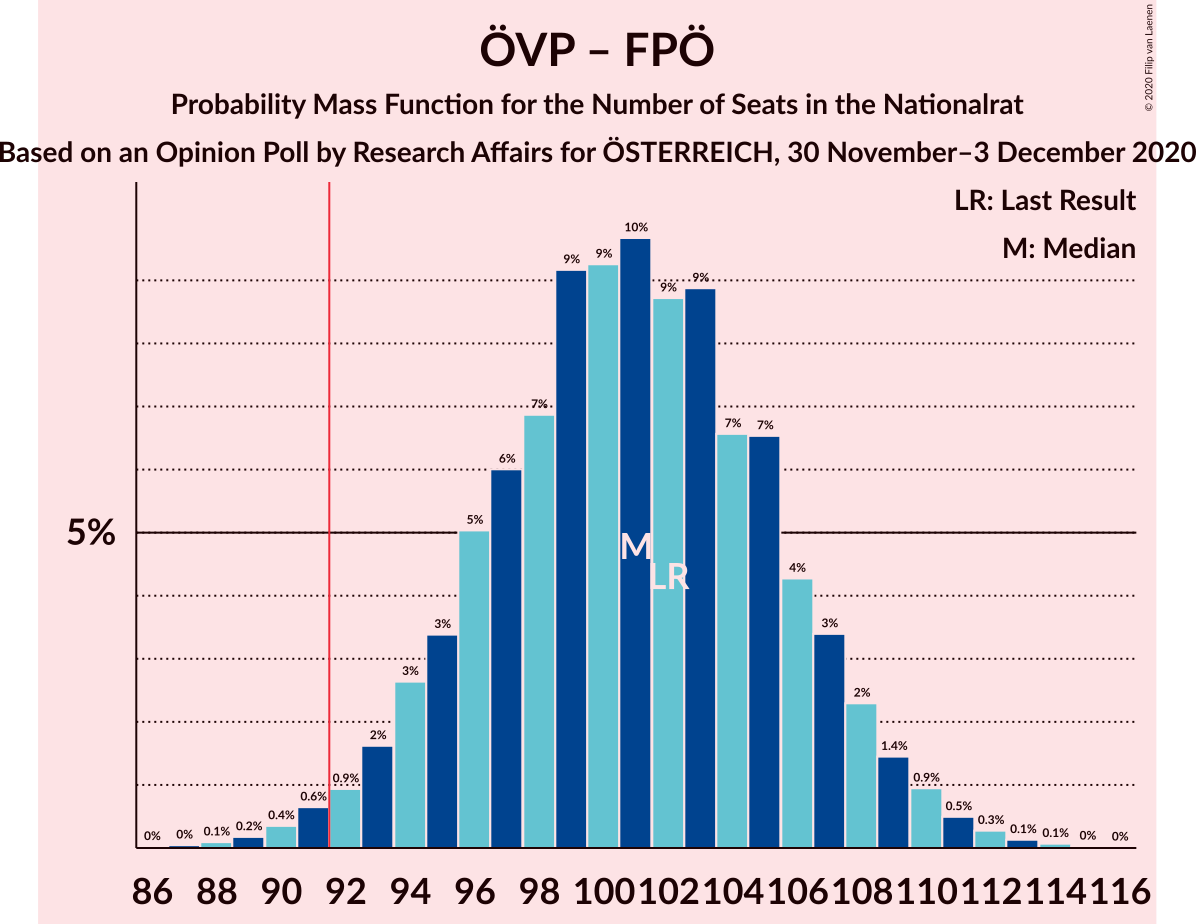 ÖVP – FPÖ
Probability Mass Function for the Number of Seats in the Nationalrat
Based on an Opinion Poll by Research Affairs for ÖSTERREICH, 30 November–3 December 2020
© 2020 Filip van Laenen
LR: Last Result
M: Median
5%
0% 0% 0.1% 0.2% 0.4% 0.6% 0.9% 2% 3% 3% 5% 6% 7% 9% 9% 10% 9% 9% 7% 7% 4% 3% 2% 1.4% 0.9% 0.5% 0.3% 0.1% 0.1% 0% 0%
M
LR
86 88 90 92 94 96 98 100 102 104 106 108 110 112 114 116